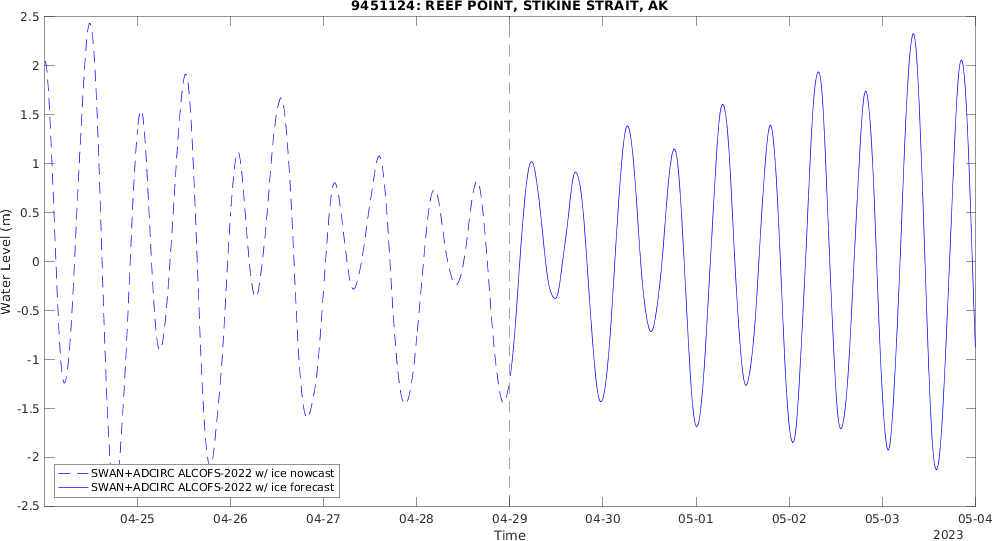 9451124: REEF POINT, STIKINE STRAIT, AK
2.5
2
1.5
1
0.5
0
-0.5
-1
-1.5
-2
-2.5
Water Level (m)
SWAN+ADCIRC ALCOFS-2022 w/ ice nowcast
SWAN+ADCIRC ALCOFS-2022 w/ ice forecast
04-25 04-26 04-27 04-28 04-29 04-30 05-01 05-02 05-03 05-04
Time
2023